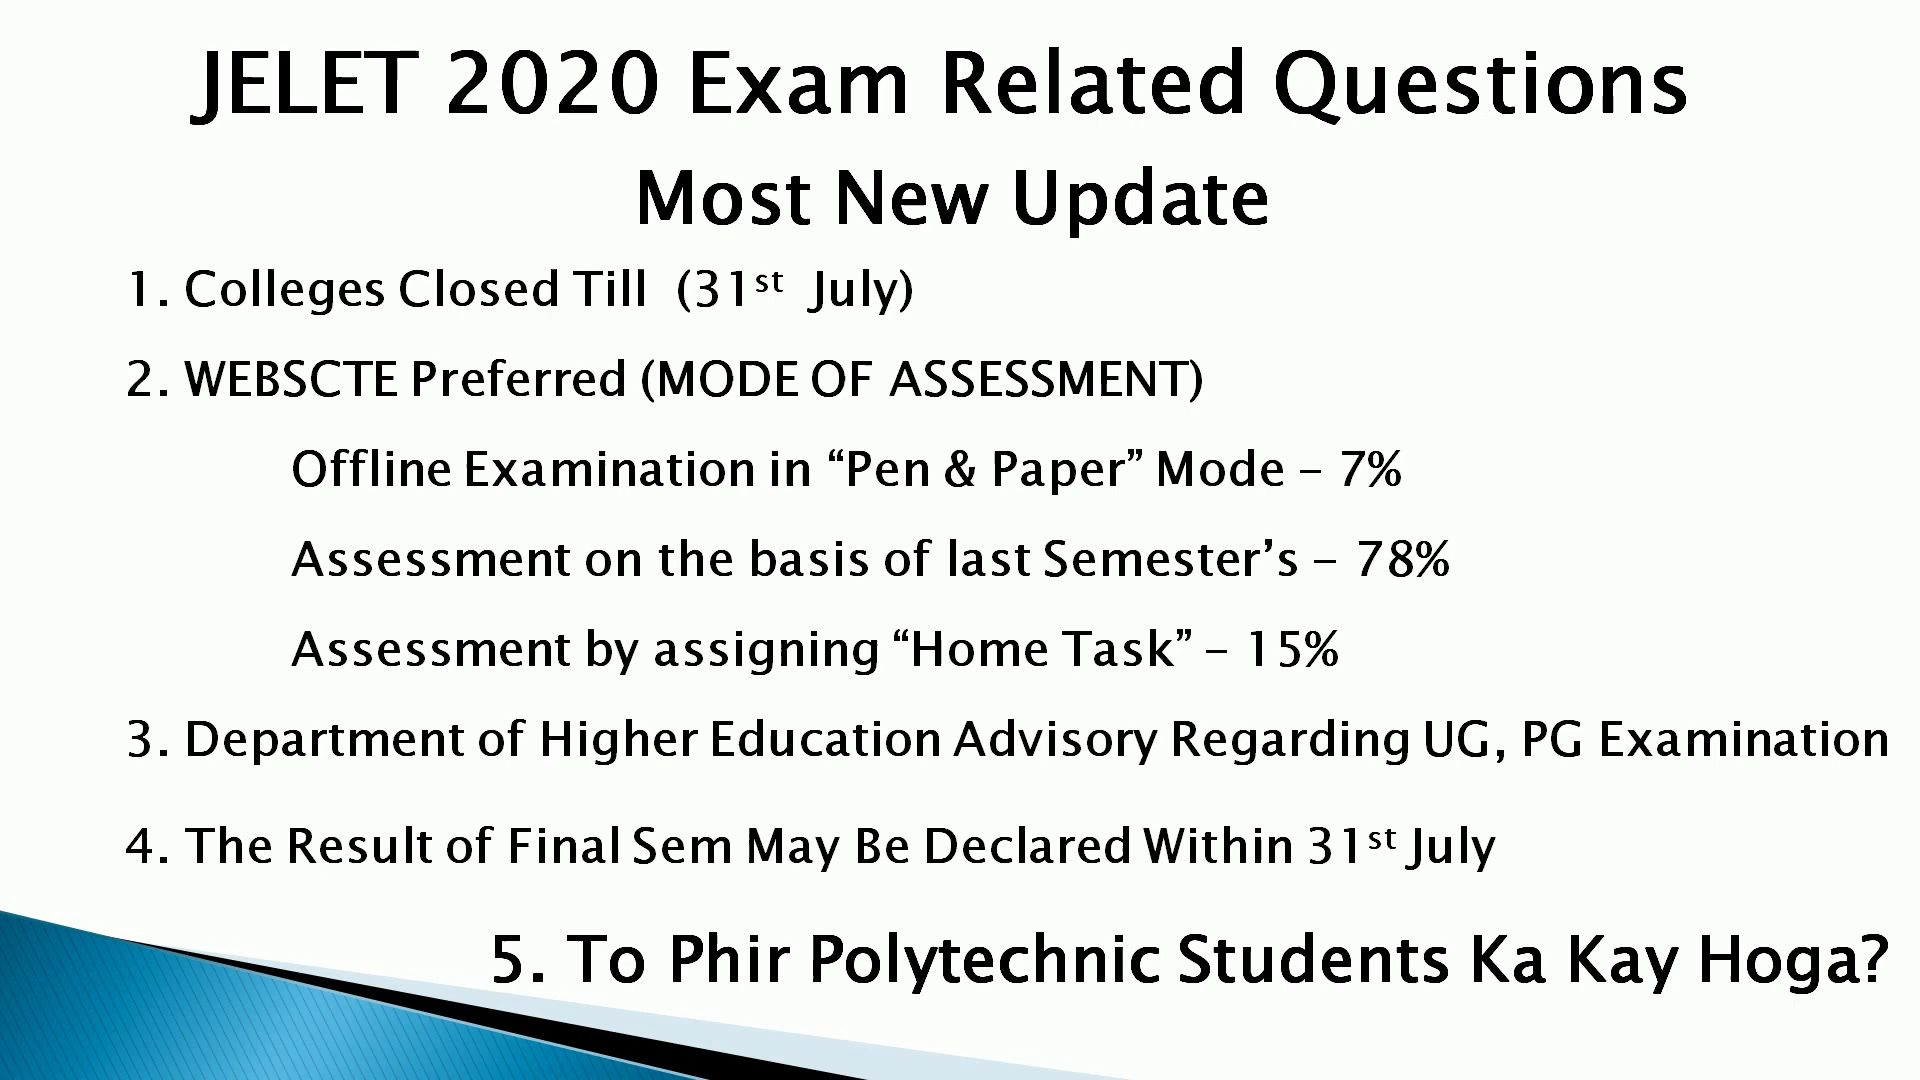 JELET 2020 Exam Related Questions
Most New Update
1. Colleges Closed Till (31st July)
2. WEBSCTE Preferred (MODE OF ASSESSMENT)
Offline Examination in “Pen & Paper” Mode – 7%
Assessment on the basis of last Semester’s – 78%
Assessment by assigning “Home Task” – 15%
3. Department of Higher Education Advisory Regarding UG, PG Examination
4. The Result of Final Sem May Be Declared Within 31st July
5. To Phir Polytechnic Students Ka Kay Hoga?